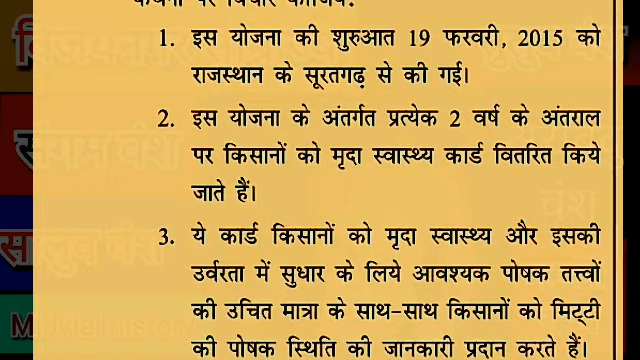 1. इस योजना की शुरुआत 19 फरवरी, 2015 को
राजस्थान के सूरतगढ़ से की गई।
2. इस योजना के अंतर्गत प्रत्येक 2 वर्ष के अंतराल
पर किसानों को मृदा स्वास्थ्य कार्ड वितरित किये
जाते हैं।
3. ये कार्ड किसानों को मृदा स्वास्थ्य और इसकी
उर्वरता में सुधार के लिये आवश्यक पोषक तत्त्वों
की उचित मात्रा के साथ-साथ किसानों को मिट्टी
की पोषक स्थिति की जानकारी प्रदान करते हैं।
संगम वंश
सालुव वंश
वंश